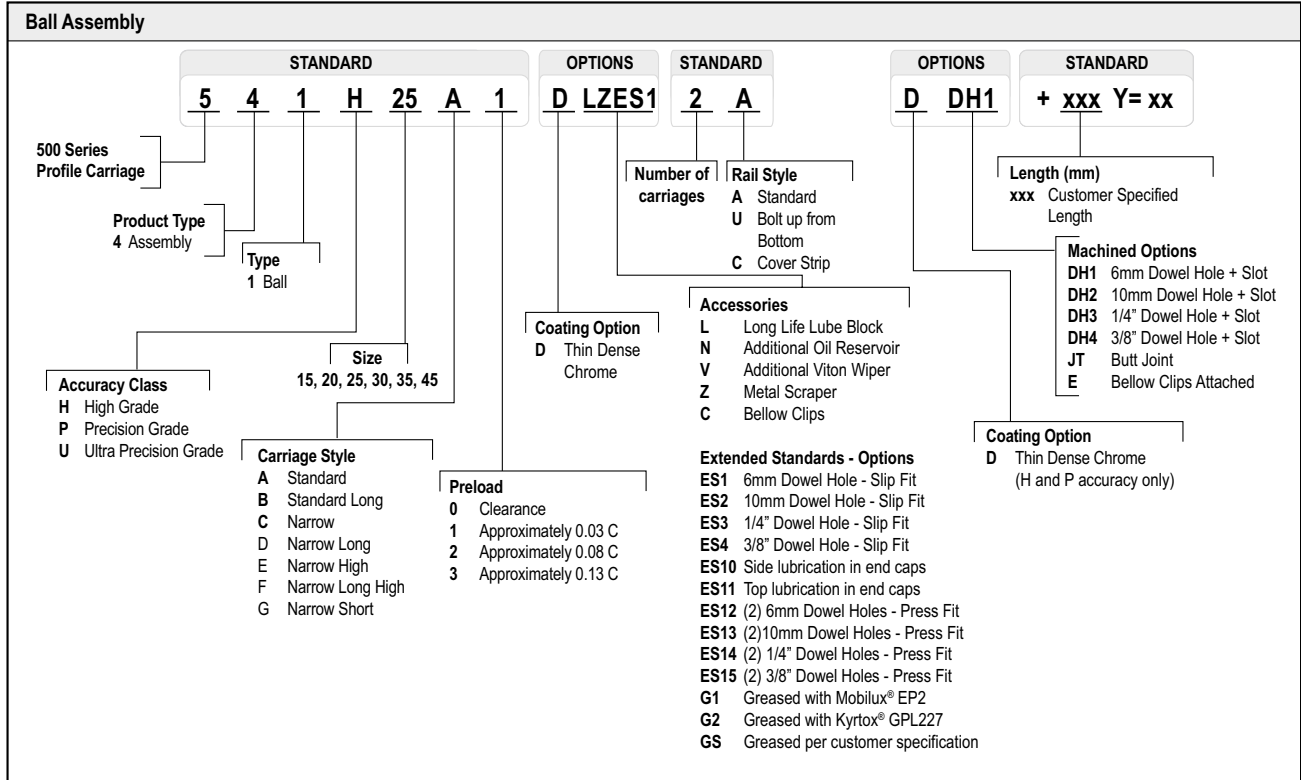 Ball Assembly
STANDARD OPTIONS STANDARD OPTIONS STANDARD
5 4 1 H 25 A 1 D LZES1 2 A D DH1 + xxx Y= xx
500 Series
Profile Carriage
Product Type
4 Assembly
Type
1 Ball
Accuracy Class
H High Grade
P Precision Grade
U Ultra Precision Grade
Size
15, 20, 25, 30, 35, 45
Carriage Style
A Standard
B Standard Long
C Narrow
D Narrow Long
E Narrow High
F Narrow Long High
G Narrow Short
Preload
0 Clearance
1 Approximately 0.03 C
2 Approximately 0.08 C
3 Approximately 0.13 C
Coating Option
D Thin Dense
Chrome
Number of
carriages
Rail Style
A Standard
U Bolt up from
Bottom
C Cover Strip
Accessories
L Long Life Lube Block
N Additional Oil Reservoir
V Additional Viton Wiper
Z Metal Scraper
C Bellow Clips
Extended Standards - Options
ES1 6mm Dowel Hole - Slip Fit
ES2 10mm Dowel Hole - Slip Fit
ES3 1/4” Dowel Hole - Slip Fit
ES4 3/8” Dowel Hole - Slip Fit
ES10 Side lubrication in end caps
ES11 Top lubrication in end caps
ES12 (2) 6mm Dowel Holes - Press Fit
ES13 (2)10mm Dowel Holes - Press Fit
ES14 (2) 1/4” Dowel Holes - Press Fit
ES15 (2) 3/8” Dowel Holes - Press Fit
G1 Greased with Mobilux® EP2
G2 Greased with Kyrtox® GPL227
GS Greased per customer specification
Length (mm)
xxx Customer Specified
Length
Machined Options
DH1 6mm Dowel Hole + Slot
DH2 10mm Dowel Hole + Slot
DH3 1/4” Dowel Hole + Slot
DH4 3/8” Dowel Hole + Slot
JT Butt Joint
E Bellow Clips Attached
Coating Option
D Thin Dense Chrome
(H and P accuracy only)